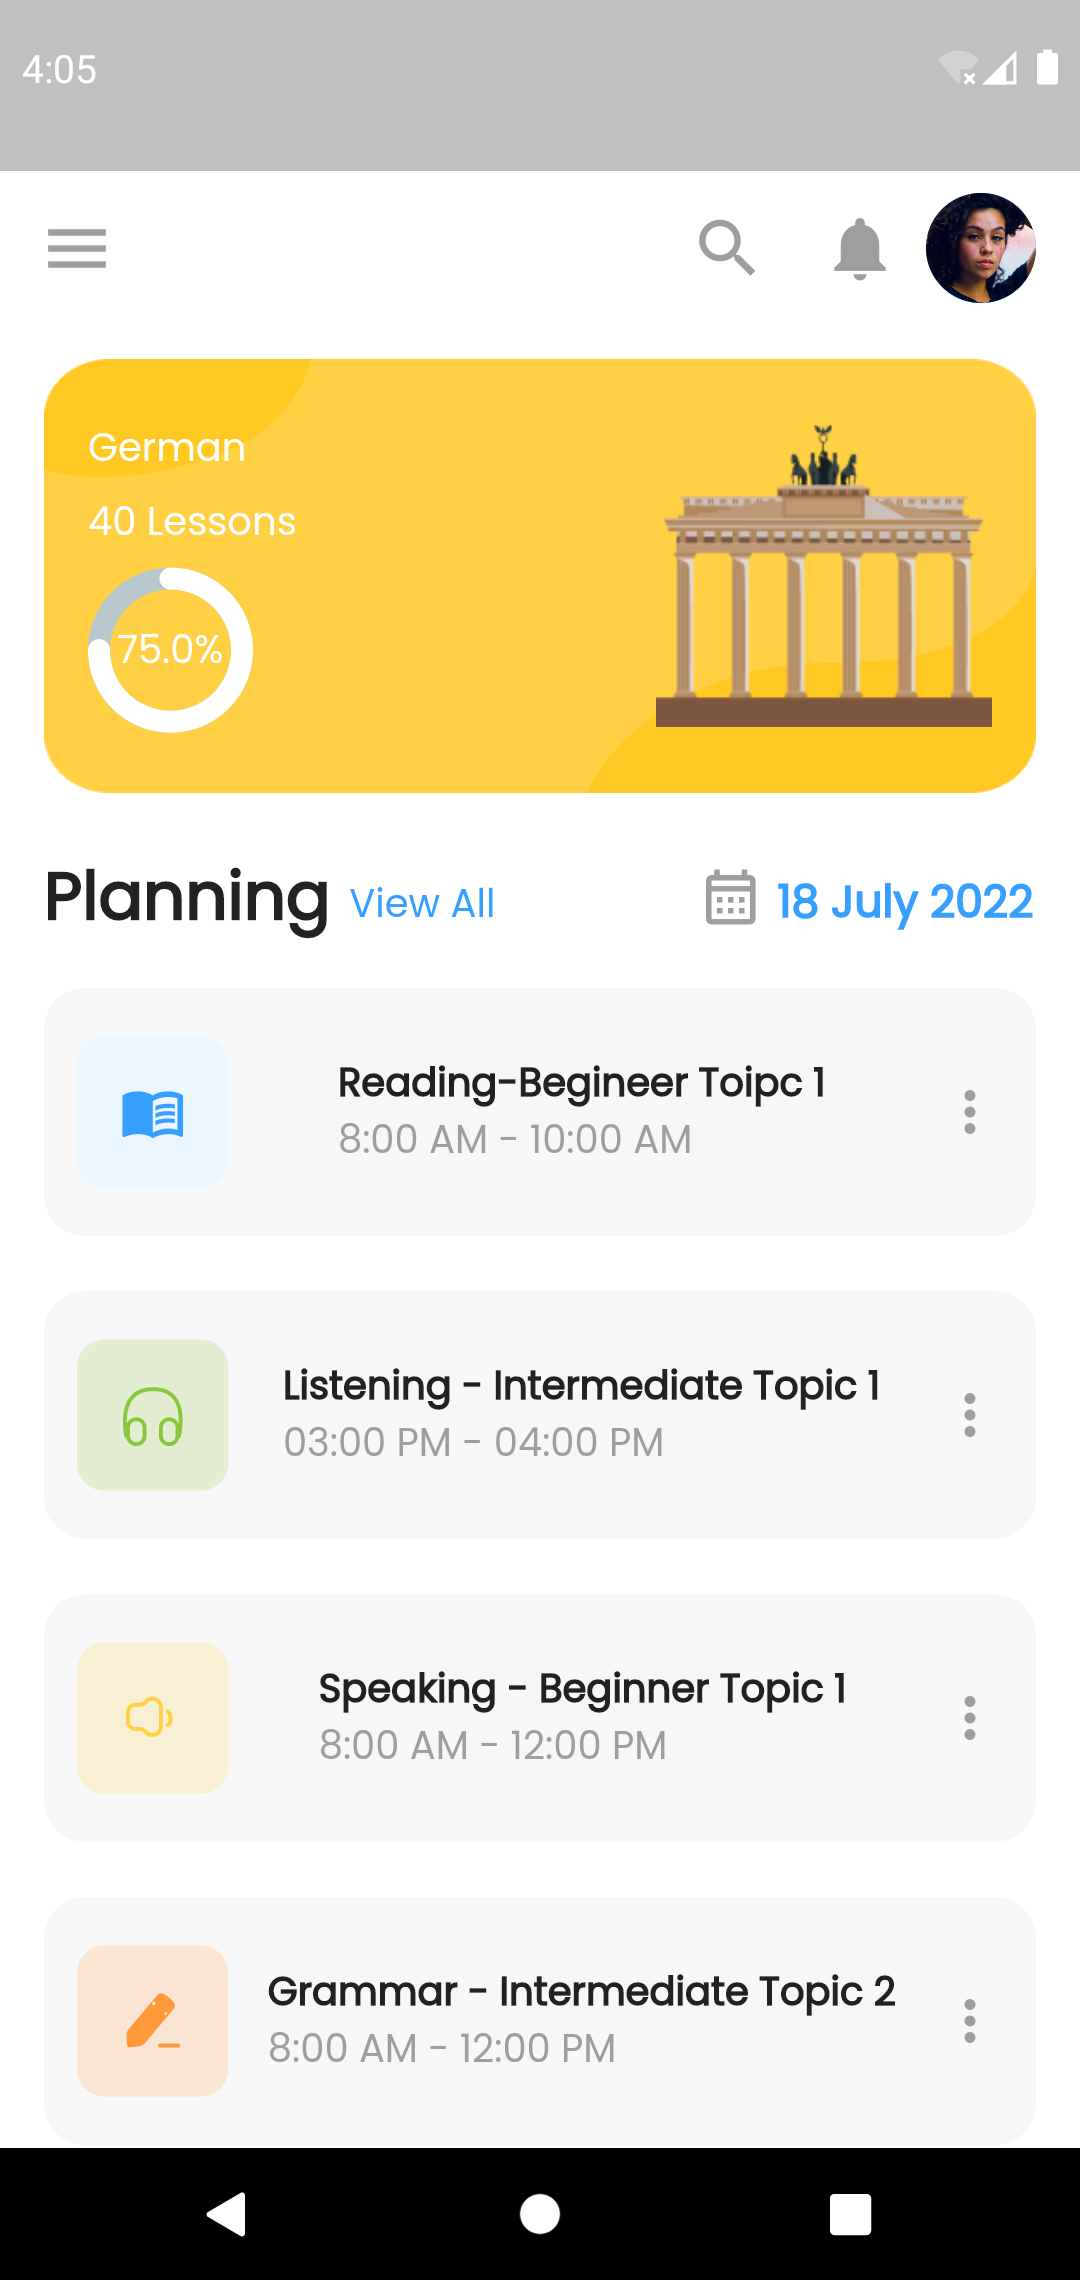 4:05
German
40 Lessons
75.0%
Planning View All 18 July 2022
Reading-Begineer Toipc 1
8:00 AM - 10:00 AM
Listening - Intermediate Topic 1
03:00 PM - 04:00 PM
Speaking - Beginner Topic 1
8:00 AM - 12:00 PM
Grammar - Intermediate Topic 2
8:00 AM - 12:00 PM